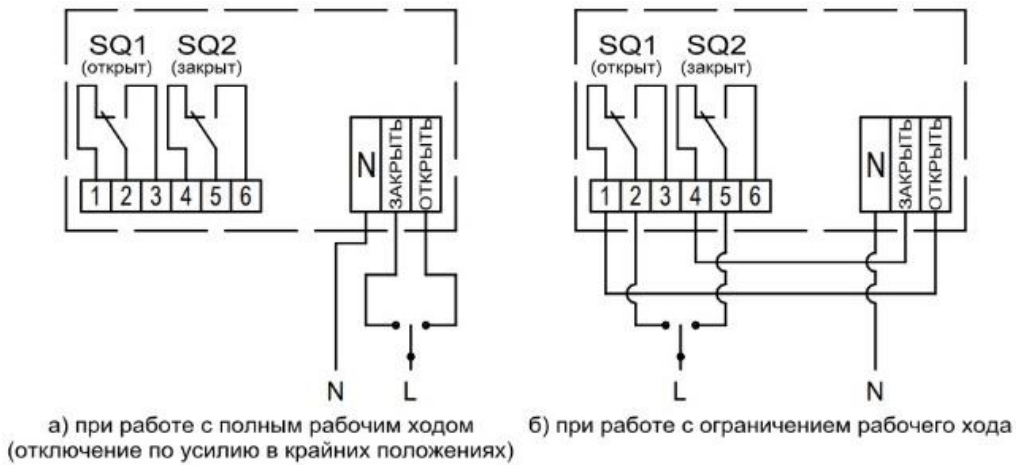 SQ1 SQ2
(открыт) (закрыт)
1 2 3 4 5 6
N ЗАКРЫТЬ ОТКРЫТЬ
N L
а) при работе с полным рабочим ходом
(отключение по усилию в крайних положениях)
SQ1 SQ2
(открыт) (закрыт)
1 2 3 4 5 6
N ЗАКРЫТЬ ОТКРЫТЬ
L N
б) при работе с ограничением рабочего хода